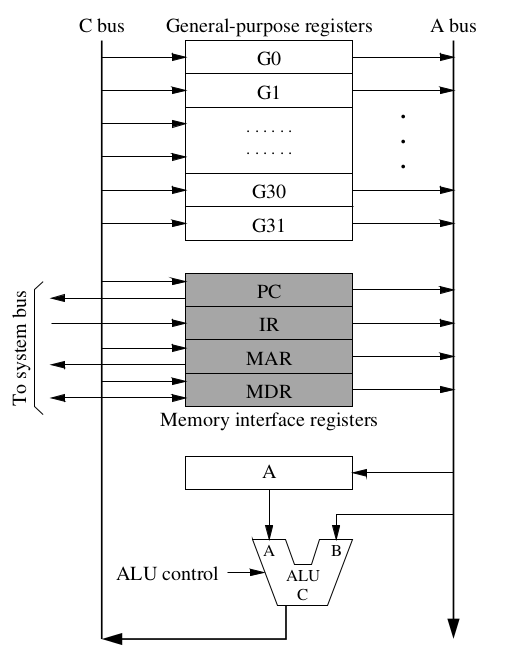 C bus
General-purpose registers
A bus
G0
G1
. . . . . .
. . . . . .
G30
G31
To system bus
PC
IR
MAR
MDR
Memory interface registers
A
A
B
ALU control
ALU
C